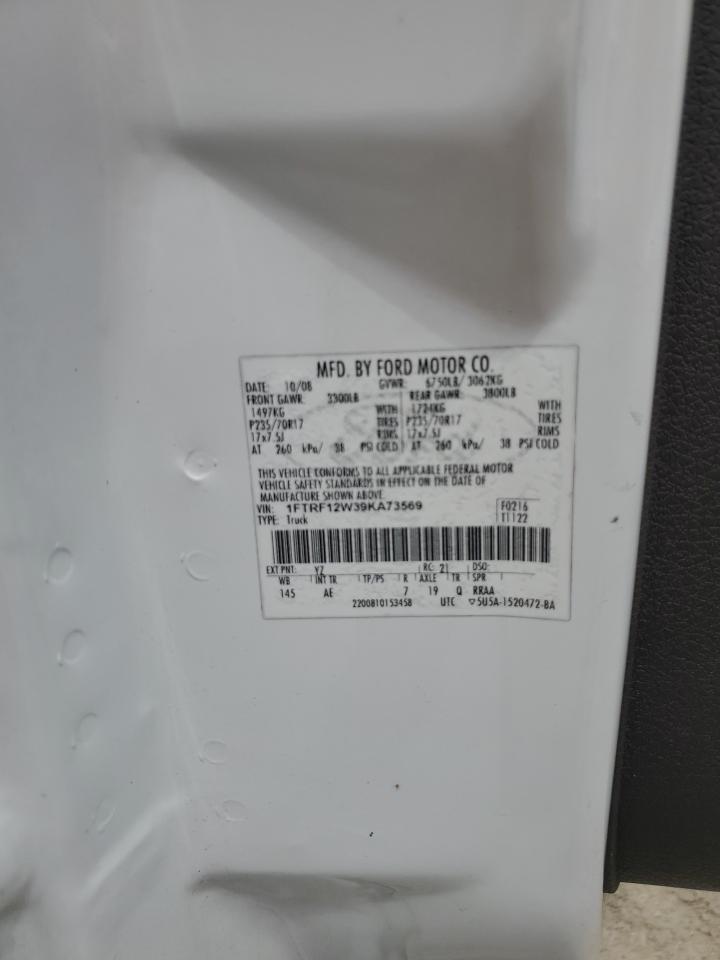 MFD. BY FORD MOTOR CO.
DATE: 10/08 GVWR: 6750LB/ 3062KG
FRONT GAWR: 3300LB REAR GAWR: 3800LB
1497KG WITH 1724KG WITH
P235/70R17 TIRES P235/70R17 TIRES
17x7.5J RIMS 17x7.5J RIMS
AT 260 kPa/ 38 PSI COLD AT 260 kPa/ 38 PSI COLD
THIS VEHICLE CONFORMS TO ALL APPLICABLE FEDERAL MOTOR
VEHICLE SAFETY STANDARDS IN EFFECT ON THE DATE OF
MANUFACTURE SHOWN ABOVE.
VIN: 1FTRF12W39KA73569 F0216
TYPE: Truck T1122
EXT PNT: YZ RC: 21 DSO:
WB INT TR TP/PS R AXLE TR SPR
145 AE 7 19 Q RRAA
2200810153458 UTC ▽5U5A-1520472-BA